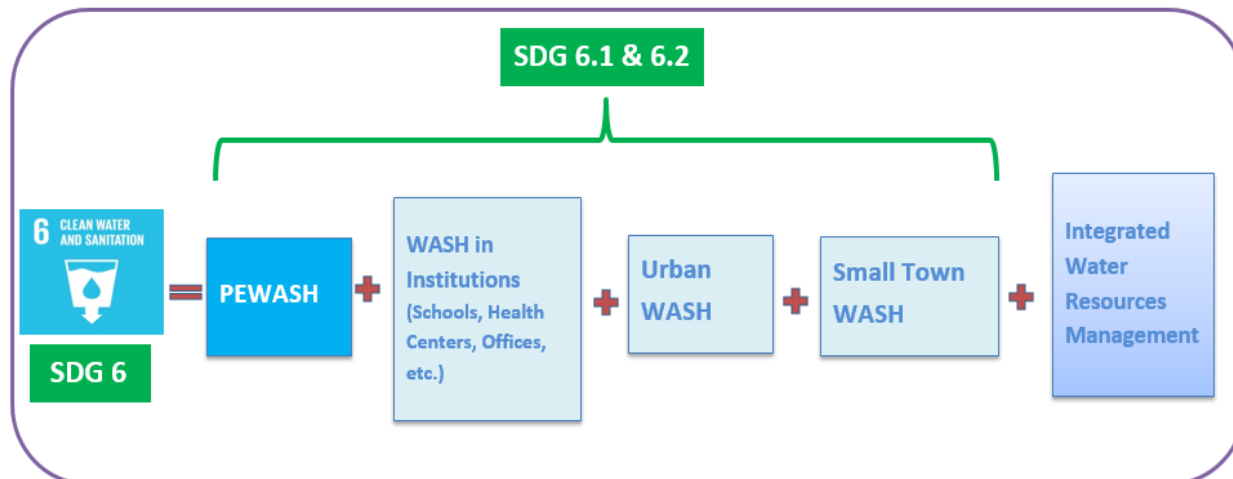 SDG 6.1 & 6.2
6 CLEAN WATER
AND SANITATION
SDG 6
=
PEWASH
+
WASH in
Institutions
(Schools, Health
Centers, Offices,
etc.)
+
Urban
WASH
+
Small Town
WASH
+
Integrated
Water
Resources
Management